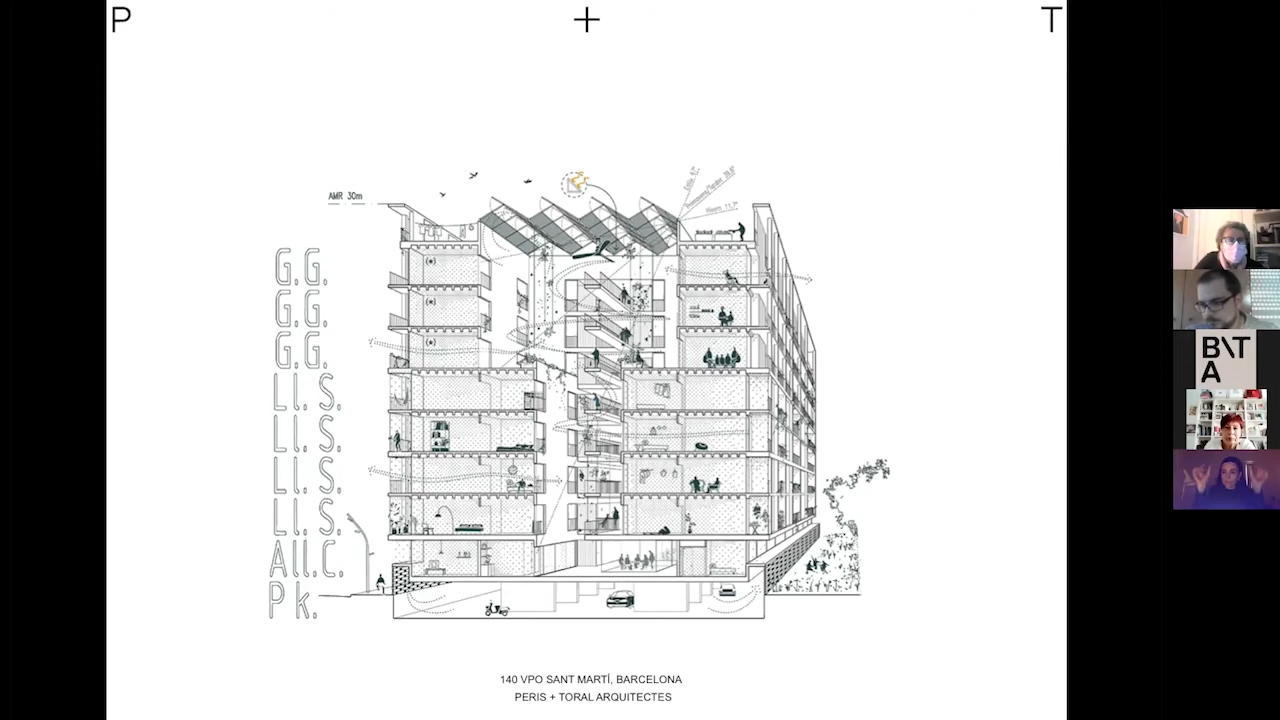 P + T
AMR 30m
G.G.
G.G.
G.G.
Ll. S.
Ll. S.
Ll. S.
Ll. S.
All.C.
Pk.
(*)
(*)
(*)
140 VPO SANT MARTÍ, BARCELONA
PERIS + TORAL ARQUITECTES
B\T
A